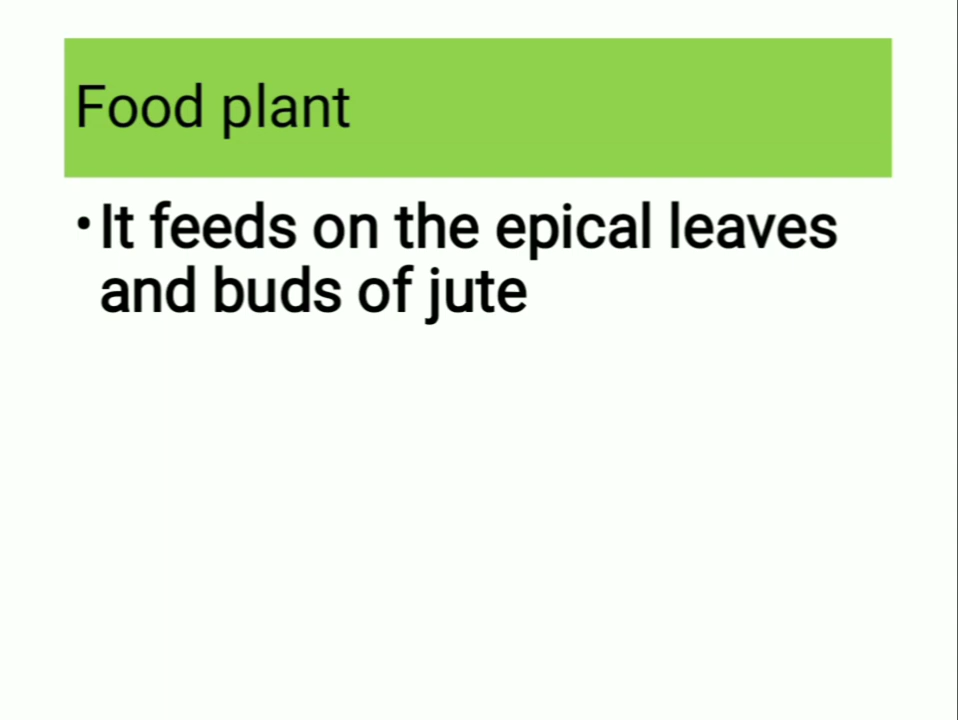 Food plant
•It feeds on the epical leaves
and buds of jute